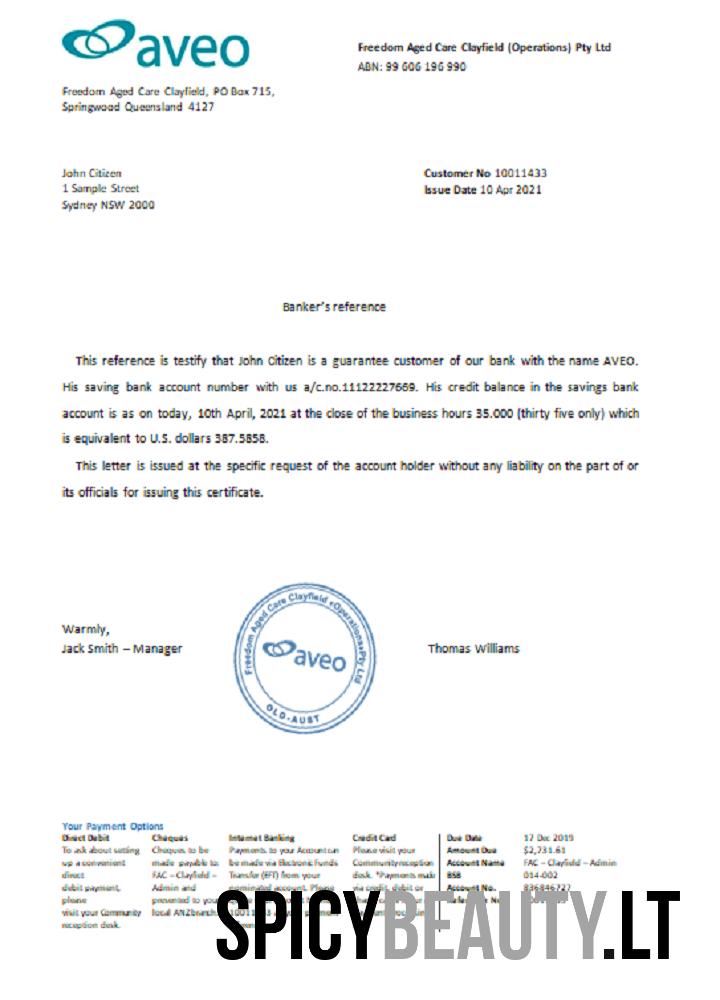 aveo
Freedom Aged Care Clayfield (Operations) Pty Ltd
ABN: 99 606 196 990
Freedom Aged Care Clayfield, PO Box 715,
Springwood Queensland 4127
John Citizen
1 Sample Street
Sydney NSW 2000
Customer No 10011433
Issue Date 10 Apr 2021
Banker's reference
This reference is testify that John Citizen is a guarantee customer of our bank with the name AVEO.
His saving bank account number with us a/c.no.11122227669. His credit balance in the savings bank
account is as on today, 10th April, 2021 at the close of the business hours 35.000 (thirty five only) which
is equivalent to U.S. dollars 387.5858.
This letter is issued at the specific request of the account holder without any liability on the part of or
its officials for issuing this certificate.
Warmly,
Jack Smith – Manager
Freedom Aged Care Clayfield (Operations) Pty Ltd
aveo
QLD-AUST
Thomas Williams
Your Payment Options
Direct Debit
To ask about setting
up a convenient
direct
debit payment,
please
visit your Community
reception desk.
Cheques
Cheques to be
made payable to:
FAC – Clayfield –
Admin and
presented to your
local ANZ branch.
Internet Banking
Payments to your Account can
be made via Electronic Funds
Transfer (EFT) from your
nominated account. Please
Credit Card
Please visit your
Community reception
desk. *Payments made
via credit, debit or
Due Date 17 Dec 2019
Amount Due $2,731.61
Account Name FAC – Clayfield – Admin
BSB 014-002
Account No. 836846727
SPICYBEAUTY.LT